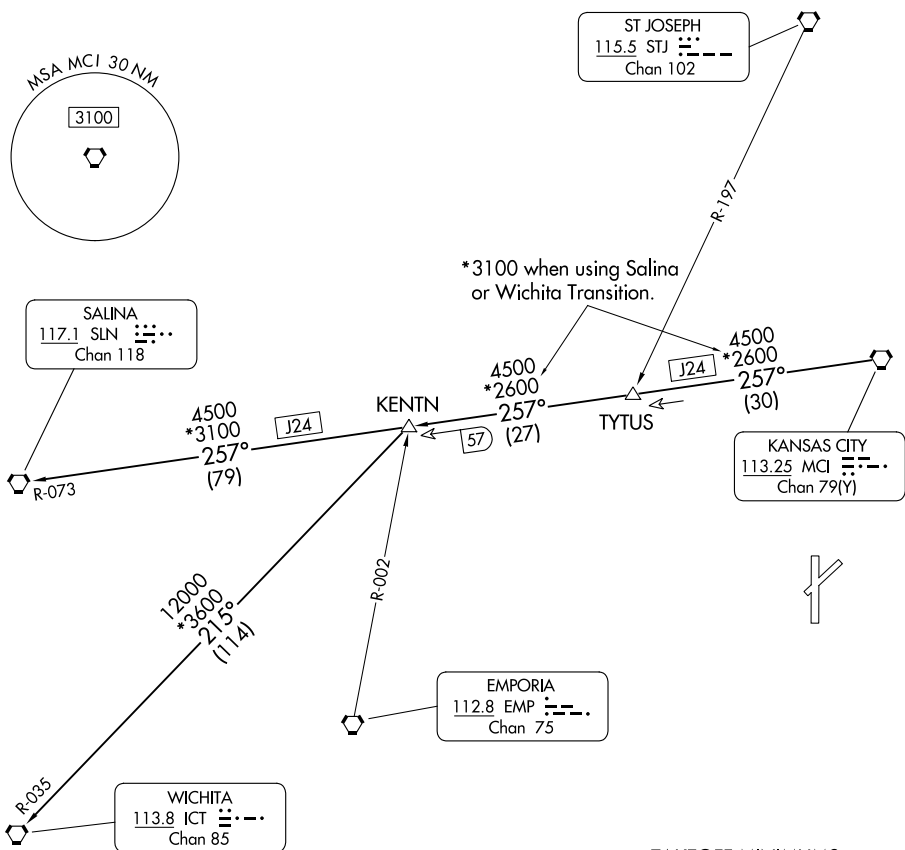 ST JOSEPH
115.5 STJ
Chan 102
MSA MCI 30 NM
3100
R-197
*3100 when using Salina
or Wichita Transition.
SALINA
117.1 SLN
Chan 118
4500
*2600
J24
257°
(30)
4500
*2600
257°
(27)
TYTUS
KENTN
57
4500
*3100
J24
257°
(79)
R-073
KANSAS CITY
113.25 MCI
Chan 79(Y)
R-002
12000
*3600
215°
(114)
EMPORIA
112.8 EMP
Chan 75
R-035
WICHITA
113.8 ICT
Chan 85